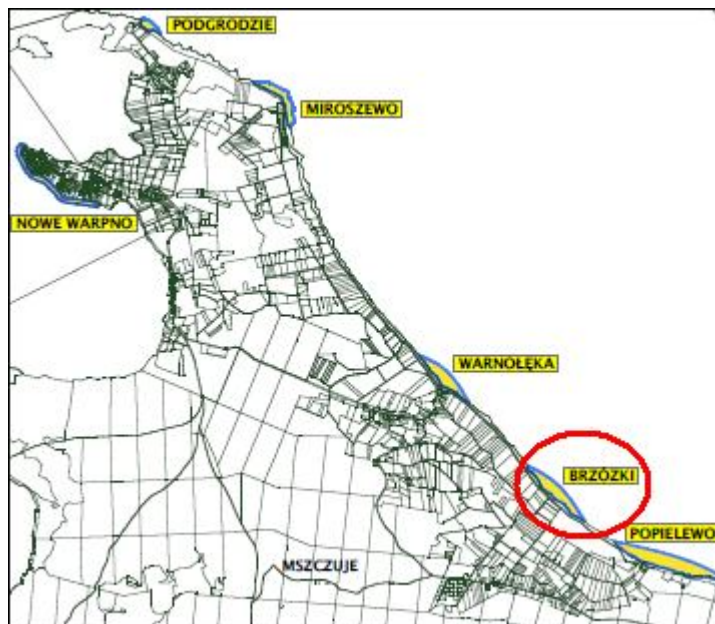 PODGRODZIE
MIROSZEWO
NOWE WARPNO
WARNOŁĘKA
BRZÓZKI
POPIELEWO
MSZCZUJE